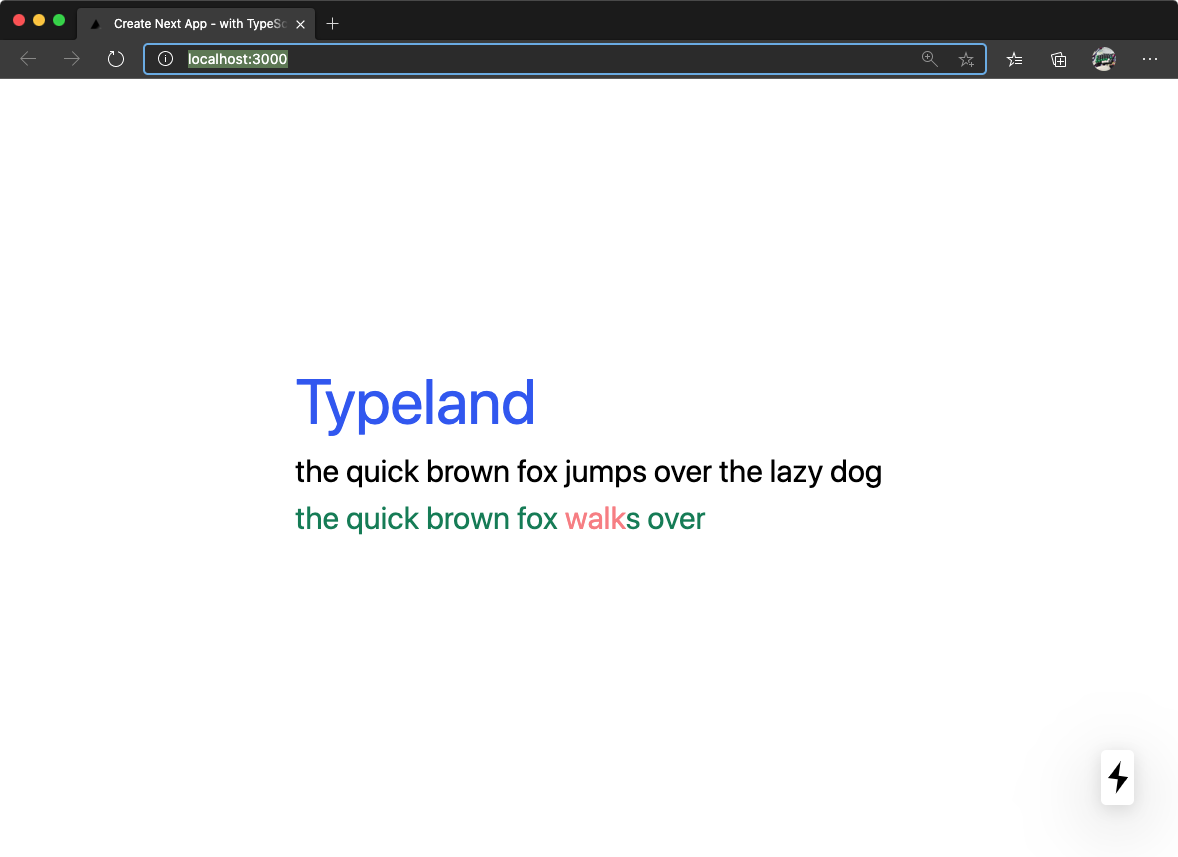 Create Next App - with TypeSc
localhost:3000
Typeland
the quick brown fox jumps over the lazy dog
the quick brown fox walks over